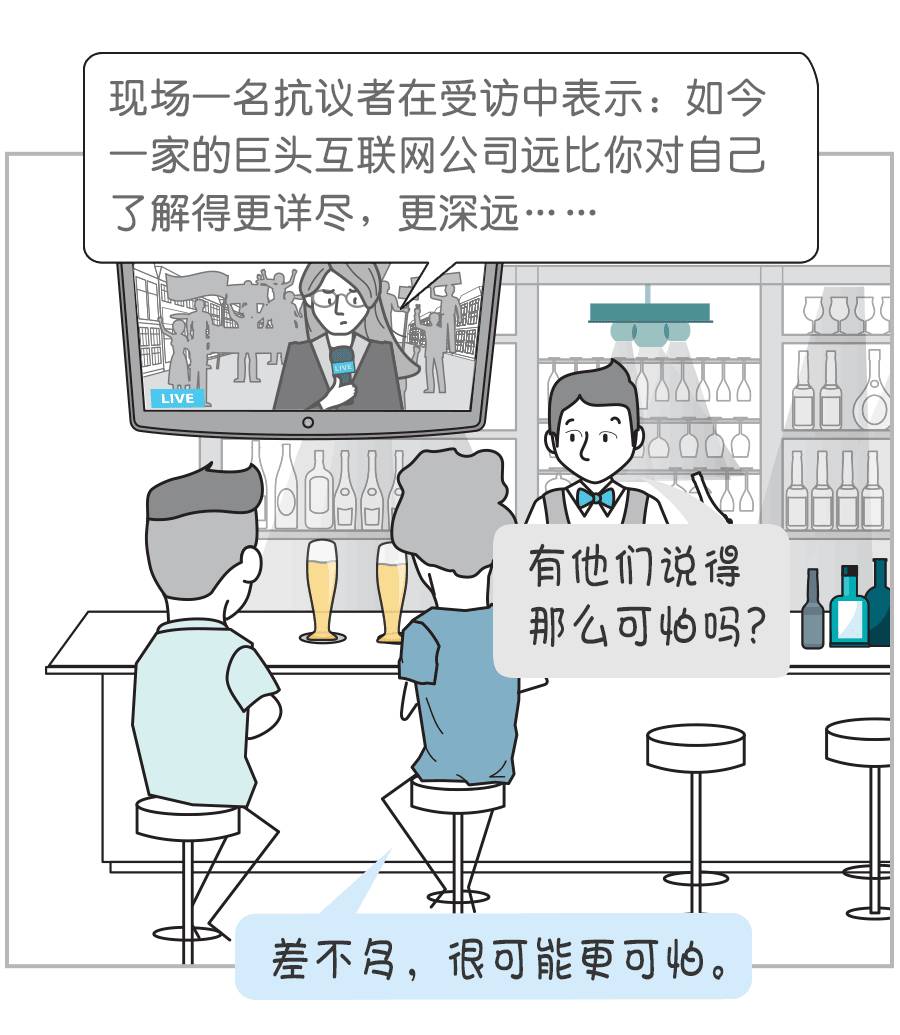 现场一名抗议者在受访中表示：如今
一家的巨头互联网公司远比你对自己
了解得更详尽，更深远……
LIVE
LIVE
有他们说得
那么可怕吗？
差不多，很可能更可怕。